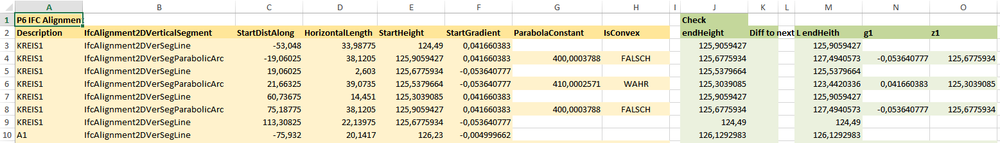 A B C D E F G H I J K L M N O
1 P6 IFC Alignment Check
2 Description IfcAlignment2DVerticalSegment StartDistAlong HorizontalLength StartHeight StartGradient ParabolaConstant IsConvex endHeight Diff to next L endHeith g1 z1
3 KREIS1 IfcAlignment2DVerSegLine -53,048 33,98775 124,49 0,041660383 125,9059427 125,9059427
4 KREIS1 IfcAlignment2DVerSegParabolicArc -19,06025 38,1205 125,9059427 0,041660383 400,0003788 FALSCH 125,6775934 127,4940573 -0,053640777 125,6775934
5 KREIS1 IfcAlignment2DVerSegLine 19,06025 2,603 125,6775934 -0,053640777 125,5379664 125,5379664
6 KREIS1 IfcAlignment2DVerSegParabolicArc 21,66325 39,0735 125,5379664 -0,053640777 410,0002571 WAHR 125,3039085 123,4420336 0,041660383 125,3039085
7 KREIS1 IfcAlignment2DVerSegLine 60,73675 14,451 125,3039085 0,041660383 125,9059427 125,9059427
8 KREIS1 IfcAlignment2DVerSegParabolicArc 75,18775 38,1205 125,9059427 0,041660383 400,0003788 FALSCH 125,6775934 127,4940573 -0,053640777 125,6775934
9 KREIS1 IfcAlignment2DVerSegLine 113,30825 22,13975 125,6775934 -0,053640777 124,49 124,49
10 A1 IfcAlignment2DVerSegLine -75,932 20,1417 126,23 -0,004999662 126,1292983 126,1292983